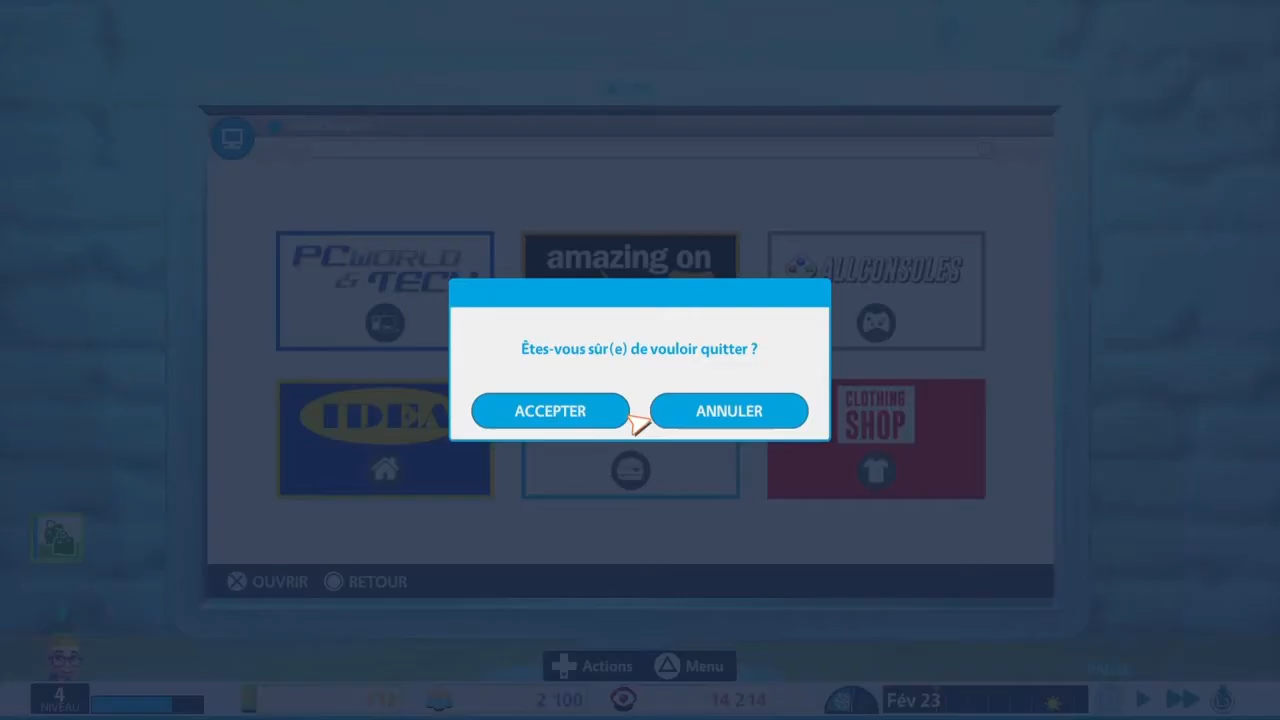 PCWORLD
& TECH
amazing on
ALLCONSOLES
Êtes-vous sûr(e) de vouloir quitter ?
ACCEPTER
ANNULER
IDEA
CLOTHING
SHOP
OUVRIR
RETOUR
Actions
Menu
4
NIVEAU
2 100
14 214
Fév 23